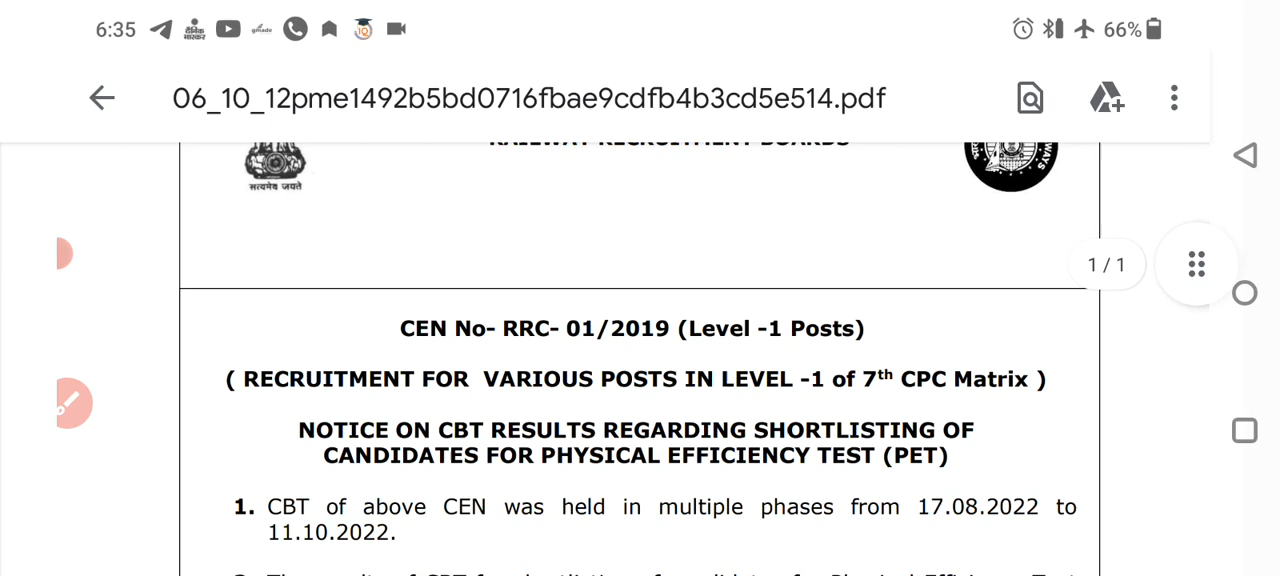 6:35
66%
06_10_12pme1492b5bd0716fbae9cdfb4b3cd5e514.pdf
RAILWAY RECRUITMENT BOARDS
सत्यमेव जयते
1 / 1
CEN No- RRC- 01/2019 (Level -1 Posts)
( RECRUITMENT FOR VARIOUS POSTS IN LEVEL -1 of 7th CPC Matrix )
NOTICE ON CBT RESULTS REGARDING SHORTLISTING OF
CANDIDATES FOR PHYSICAL EFFICIENCY TEST (PET)
1. CBT of above CEN was held in multiple phases from 17.08.2022 to
11.10.2022.